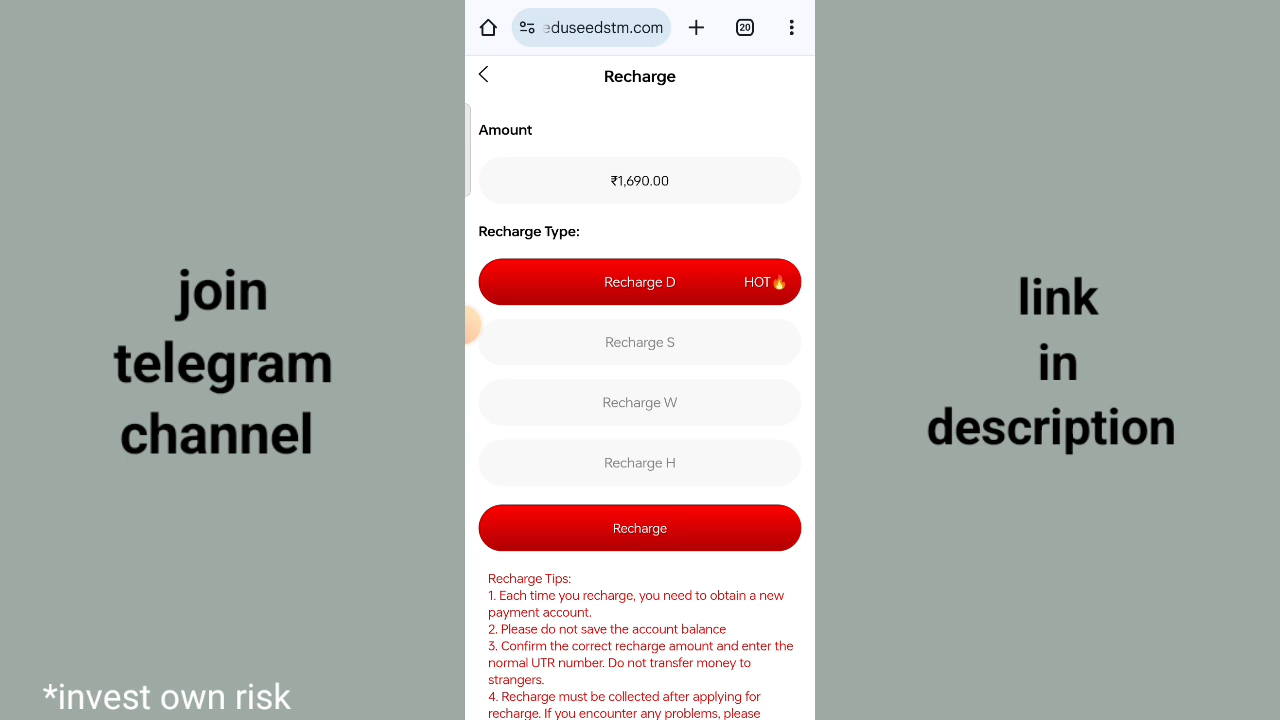 eduseedstm.com
20
Recharge
Amount
₹1,690.00
Recharge Type:
Recharge D HOT🔥
Recharge S
Recharge W
Recharge H
Recharge
Recharge Tips:
1. Each time you recharge, you need to obtain a new
payment account.
2. Please do not save the account balance
3. Confirm the correct recharge amount and enter the
normal UTR number. Do not transfer money to
strangers.
4. Recharge must be collected after applying for
recharge. If you encounter any problems, please
join
telegram
channel
link
in
description
*invest own risk